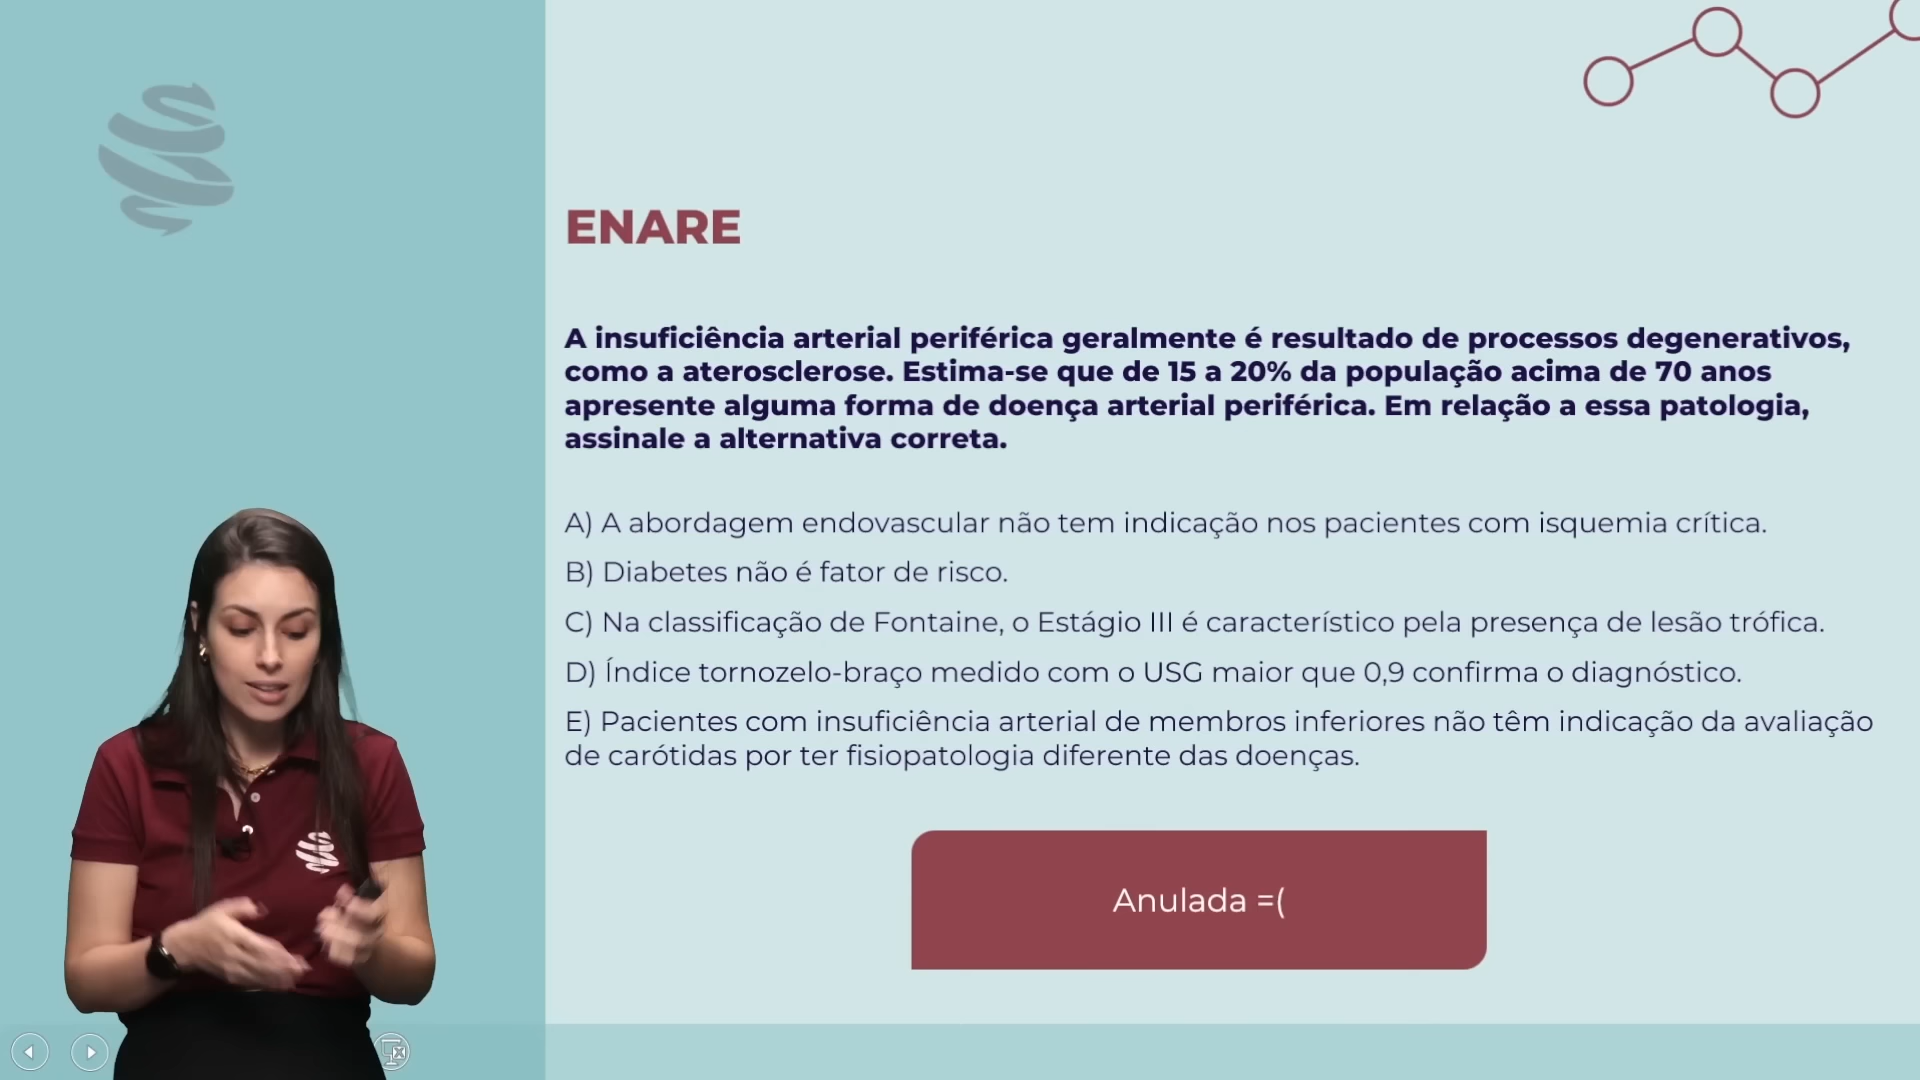 ENARE
A insuficiência arterial periférica geralmente é resultado de processos degenerativos,
como a aterosclerose. Estima-se que de 15 a 20% da população acima de 70 anos
apresente alguma forma de doença arterial periférica. Em relação a essa patologia,
assinale a alternativa correta.
A) A abordagem endovascular não tem indicação nos pacientes com isquemia crítica.
B) Diabetes não é fator de risco.
C) Na classificação de Fontaine, o Estágio III é característico pela presença de lesão trófica.
D) Índice tornozelo-braço medido com o USG maior que 0,9 confirma o diagnóstico.
E) Pacientes com insuficiência arterial de membros inferiores não têm indicação da avaliação
de carótidas por ter fisiopatologia diferente das doenças.
Anulada =(